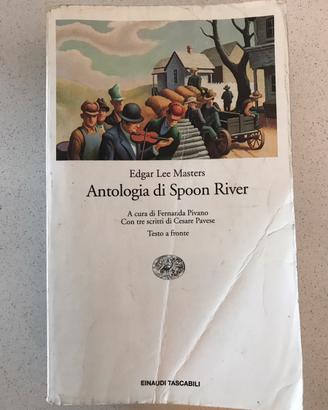 Edgar Lee Masters
Antologia di Spoon River
A cura di Fernanda Pivano
Con tre scritti di Cesare Pavese
Testo a fronte
EINAUDI TASCABILI